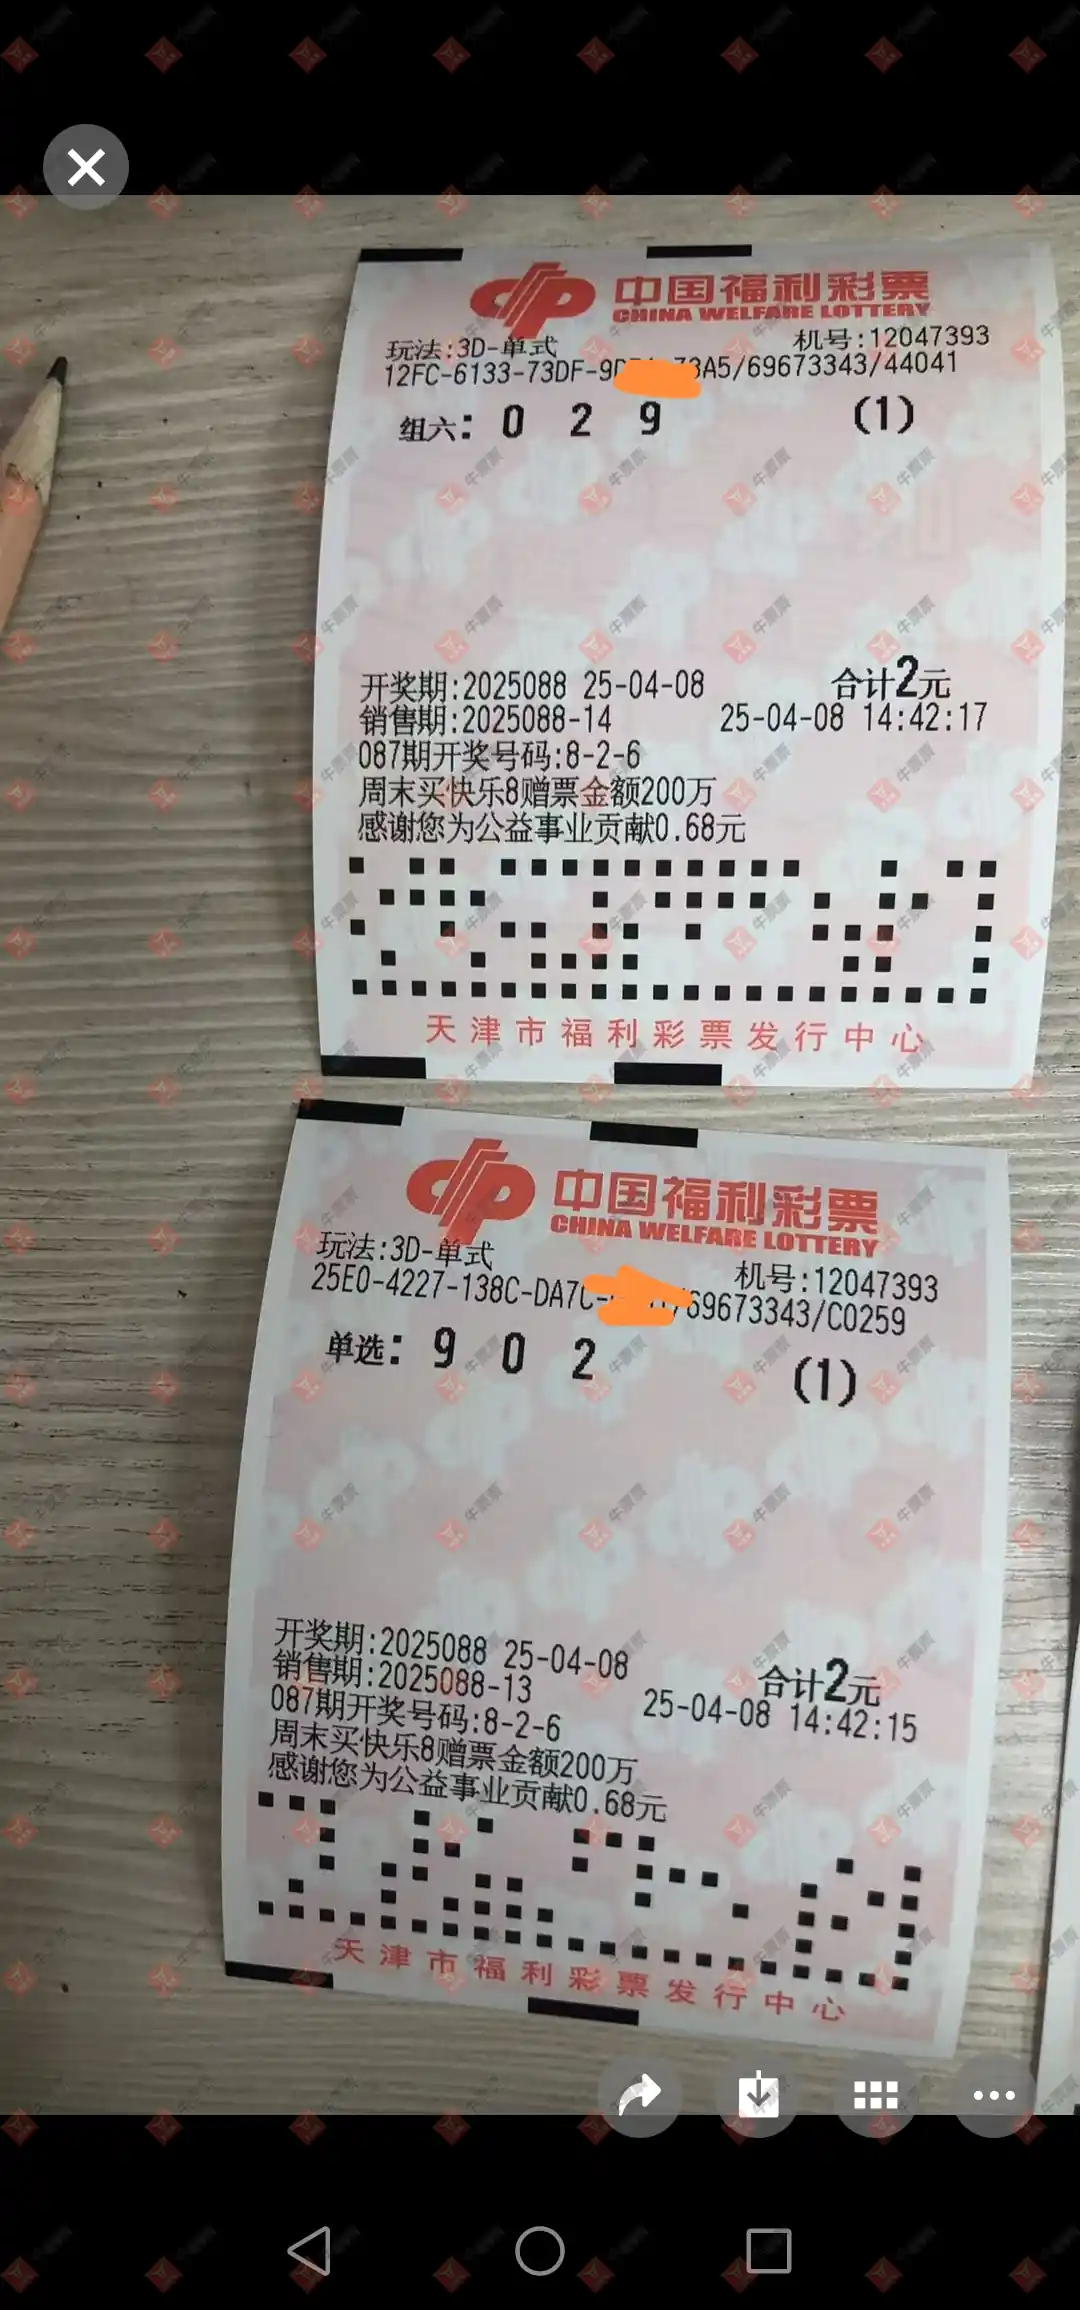 中国福利彩票
CHINA WELFARE LOTTERY
玩法:3D-单式 机号:12047393
12FC-6133-73DF-9D 3A5/69673343/44041
组六: 0 2 9 (1)
开奖期:2025088 25-04-08 合计2元
销售期:2025088-14 25-04-08 14:42:17
087期开奖号码:8-2-6
周末买快乐8赠票金额200万
感谢您为公益事业贡献0.68元
天津市福利彩票发行中心
中国福利彩票
CHINA WELFARE LOTTERY
玩法:3D-单式 机号:12047393
25E0-4227-138C-DA7C- /69673343/C0259
单选: 9 0 2 (1)
开奖期:2025088 25-04-08 合计2元
销售期:2025088-13 25-04-08 14:42:15
087期开奖号码:8-2-6
周末买快乐8赠票金额200万
感谢您为公益事业贡献0.68元
天津市福利彩票发行中心
牛票票